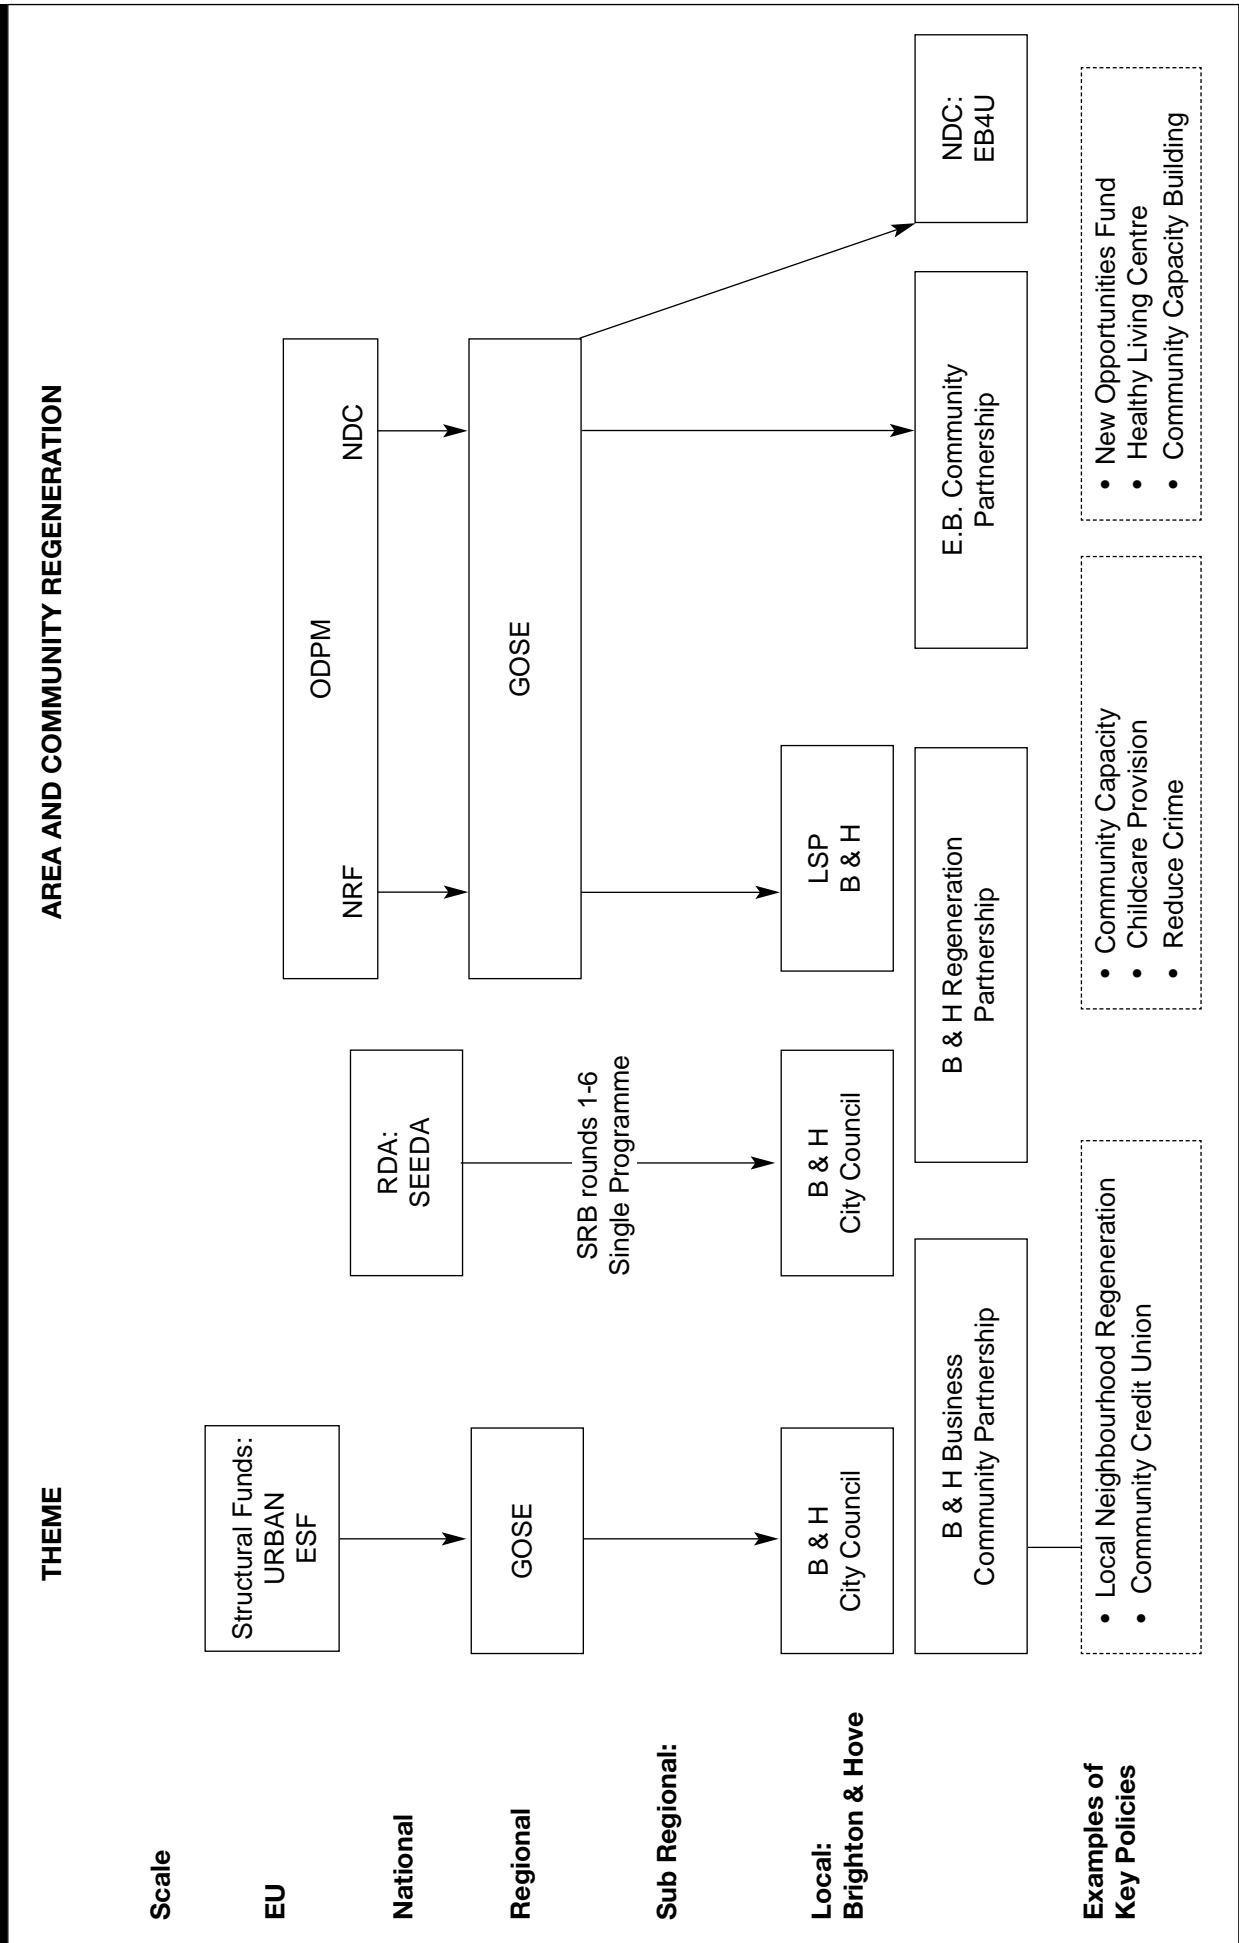 THEME
AREA AND COMMUNITY REGENERATION
Scale
EU
Structural Funds:
URBAN
ESF
National
ODPM
NRF
NDC
RDA:
SEEDA
Regional
GOSE
GOSE
Sub Regional:
SRB rounds 1-6
Single Programme
Local:
Brighton & Hove
B & H
City Council
B & H
City Council
LSP
B & H
B & H Business
Community Partnership
B & H Regeneration
Partnership
E.B. Community
Partnership
NDC:
EB4U
Examples of
Key Policies
• Local Neighbourhood Regeneration
• Community Credit Union
• Community Capacity
• Childcare Provision
• Reduce Crime
• New Opportunities Fund
• Healthy Living Centre
• Community Capacity Building